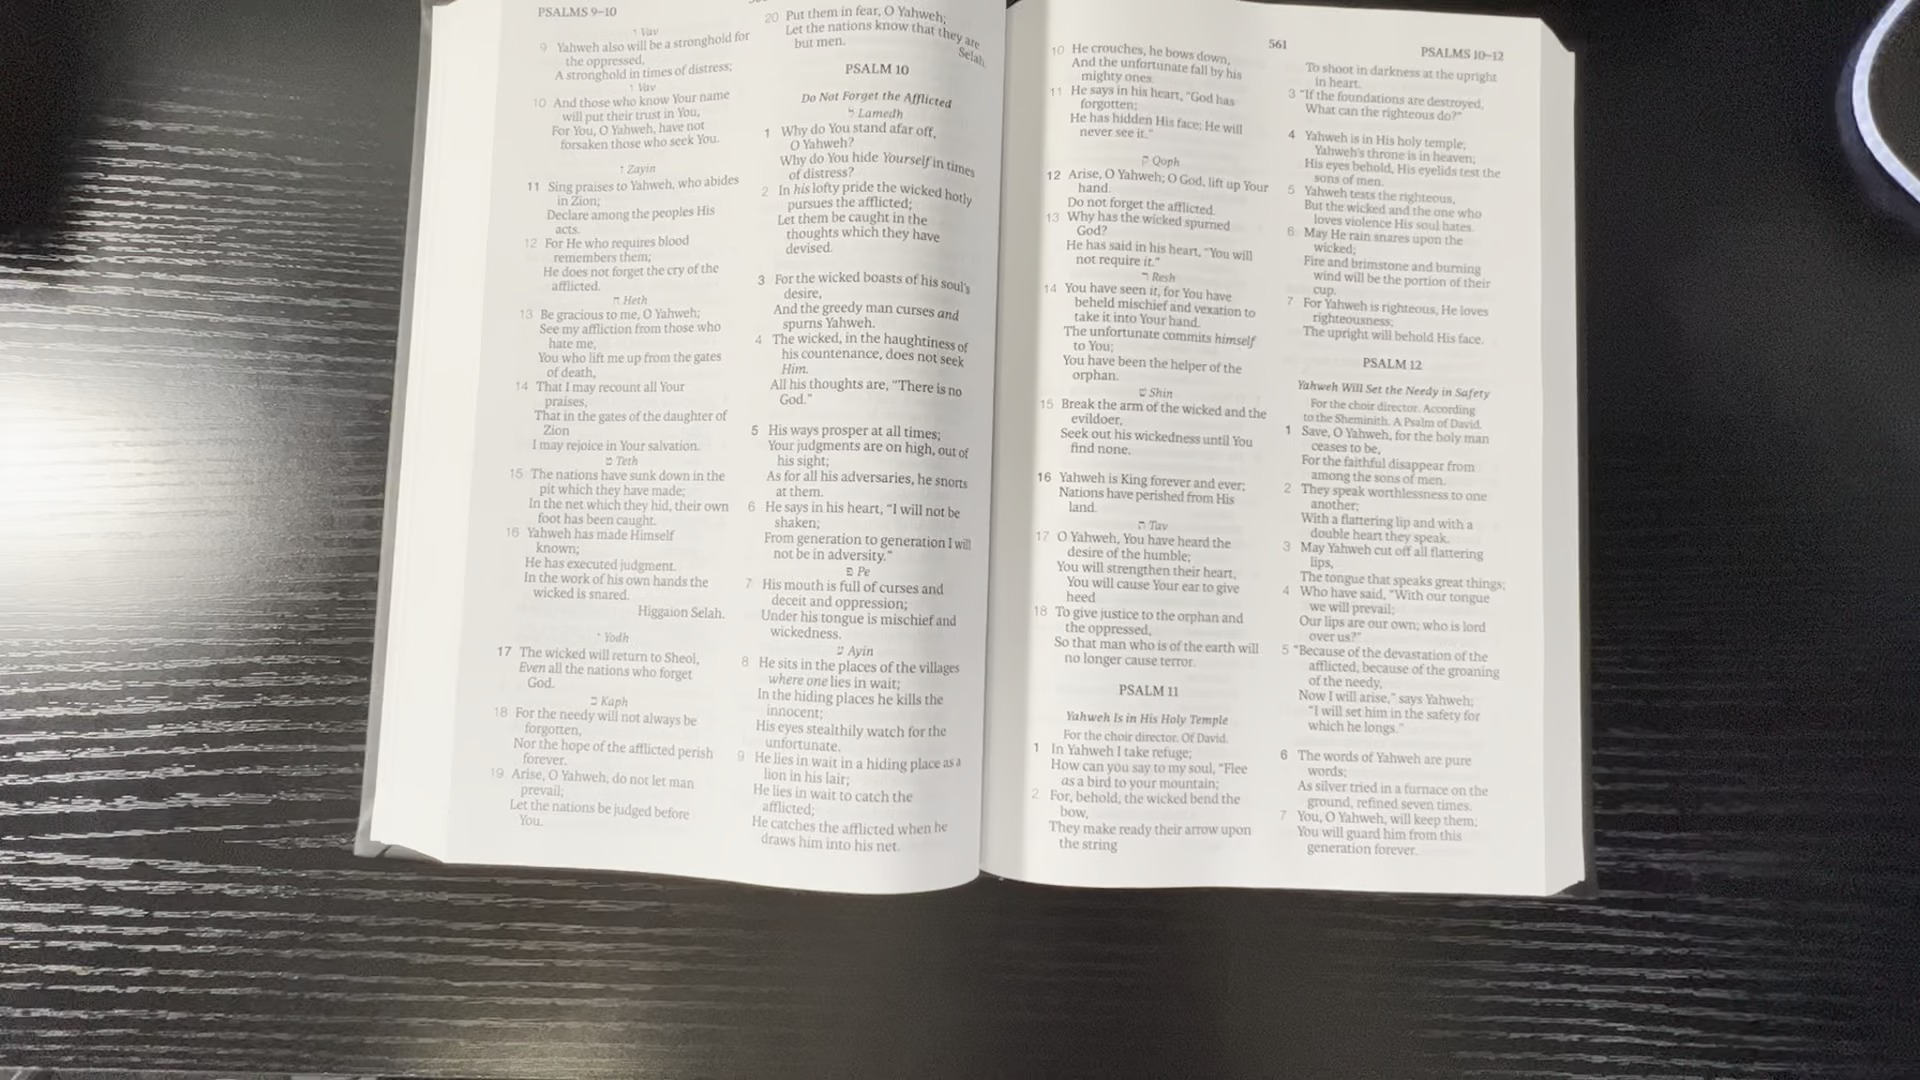 PSALMS 9–10
ו Vav
9 Yahweh also will be a stronghold for
the oppressed,
A stronghold in times of distress;
ו Vav
10 And those who know Your name
will put their trust in You,
For You, O Yahweh, have not
forsaken those who seek You.
ז Zayin
11 Sing praises to Yahweh, who abides
in Zion;
Declare among the peoples His
acts.
12 For He who requires blood
remembers them;
He does not forget the cry of the
afflicted.
ח Heth
13 Be gracious to me, O Yahweh;
See my affliction from those who
hate me,
You who lift me up from the gates
of death,
14 That I may recount all Your
praises,
That in the gates of the daughter of
Zion
I may rejoice in Your salvation.
ט Teth
15 The nations have sunk down in the
pit which they have made;
In the net which they hid, their own
foot has been caught.
16 Yahweh has made Himself
known;
He has executed judgment.
In the work of his own hands the
wicked is snared.
Higgaion Selah.
י Yodh
17 The wicked will return to Sheol,
Even all the nations who forget
God.
כ Kaph
18 For the needy will not always be
forgotten,
Nor the hope of the afflicted perish
forever.
19 Arise, O Yahweh, do not let man
prevail;
Let the nations be judged before
You.
20 Put them in fear, O Yahweh;
Let the nations know that they are
but men.
Selah.
PSALM 10
Do Not Forget the Afflicted
ל Lamedh
1 Why do You stand afar off,
O Yahweh?
Why do You hide Yourself in times
of distress?
2 In his lofty pride the wicked hotly
pursues the afflicted;
Let them be caught in the
thoughts which they have
devised.
3 For the wicked boasts of his soul's
desire,
And the greedy man curses and
spurns Yahweh.
4 The wicked, in the haughtiness of
his countenance, does not seek
Him.
All his thoughts are, "There is no
God."
5 His ways prosper at all times;
Your judgments are on high, out of
his sight;
As for all his adversaries, he snorts
at them.
6 He says in his heart, "I will not be
shaken;
From generation to generation I will
not be in adversity."
פ Pe
7 His mouth is full of curses and
deceit and oppression;
Under his tongue is mischief and
wickedness.
ע Ayin
8 He sits in the places of the villages
where one lies in wait;
In the hiding places he kills the
innocent;
His eyes stealthily watch for the
unfortunate.
9 He lies in wait in a hiding place as a
lion in his lair;
He lies in wait to catch the
afflicted;
He catches the afflicted when he
draws him into his net.
561
PSALMS 10–12
10 He crouches, he bows down,
And the unfortunate fall by his
mighty ones.
11 He says in his heart, "God has
forgotten;
He has hidden His face; He will
never see it."
ק Qoph
12 Arise, O Yahweh; O God, lift up Your
hand.
Do not forget the afflicted.
13 Why has the wicked spurned
God?
He has said in his heart, "You will
not require it."
ר Resh
14 You have seen it, for You have
beheld mischief and vexation to
take it into Your hand.
The unfortunate commits himself
to You;
You have been the helper of the
orphan.
ש Shin
15 Break the arm of the wicked and the
evildoer,
Seek out his wickedness until You
find none.
16 Yahweh is King forever and ever;
Nations have perished from His
land.
ת Tav
17 O Yahweh, You have heard the
desire of the humble;
You will strengthen their heart,
You will cause Your ear to give
heed
18 To give justice to the orphan and
the oppressed,
So that man who is of the earth will
no longer cause terror.
PSALM 11
Yahweh Is in His Holy Temple
For the choir director. Of David.
1 In Yahweh I take refuge;
How can you say to my soul, "Flee
as a bird to your mountain;
2 For, behold, the wicked bend the
bow,
They make ready their arrow upon
the string
To shoot in darkness at the upright
in heart.
3 "If the foundations are destroyed,
What can the righteous do?"
4 Yahweh is in His holy temple;
Yahweh's throne is in heaven;
His eyes behold, His eyelids test the
sons of men.
5 Yahweh tests the righteous,
But the wicked and the one who
loves violence His soul hates.
6 May He rain snares upon the
wicked;
Fire and brimstone and burning
wind will be the portion of their
cup.
7 For Yahweh is righteous, He loves
righteousness;
The upright will behold His face.
PSALM 12
Yahweh Will Set the Needy in Safety
For the choir director. According
to the Sheminith. A Psalm of David.
1 Save, O Yahweh, for the holy man
ceases to be,
For the faithful disappear from
among the sons of men.
2 They speak worthlessness to one
another;
With a flattering lip and with a
double heart they speak.
3 May Yahweh cut off all flattering
lips,
The tongue that speaks great things;
4 Who have said, "With our tongue
we will prevail;
Our lips are our own; who is lord
over us?"
5 "Because of the devastation of the
afflicted, because of the groaning
of the needy,
Now I will arise," says Yahweh;
"I will set him in the safety for
which he longs."
6 The words of Yahweh are pure
words;
As silver tried in a furnace on the
ground, refined seven times.
7 You, O Yahweh, will keep them;
You will guard him from this
generation forever.